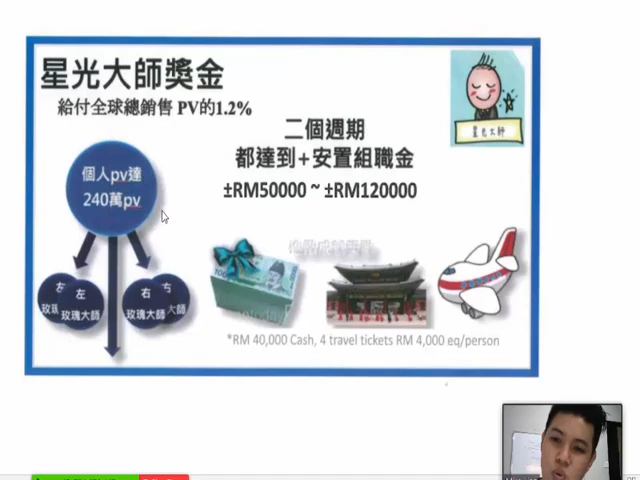 星光大師獎金
給付全球總銷售 PV的1.2%
星光大師
二個週期
都達到+安置組職金
±RM50000 ~ ±RM120000
個人pv達
240萬pv
左
左
玫瑰大師
右
右
玫瑰大師
大師
*RM 40,000 Cash, 4 travel tickets RM 4,000 eq/person